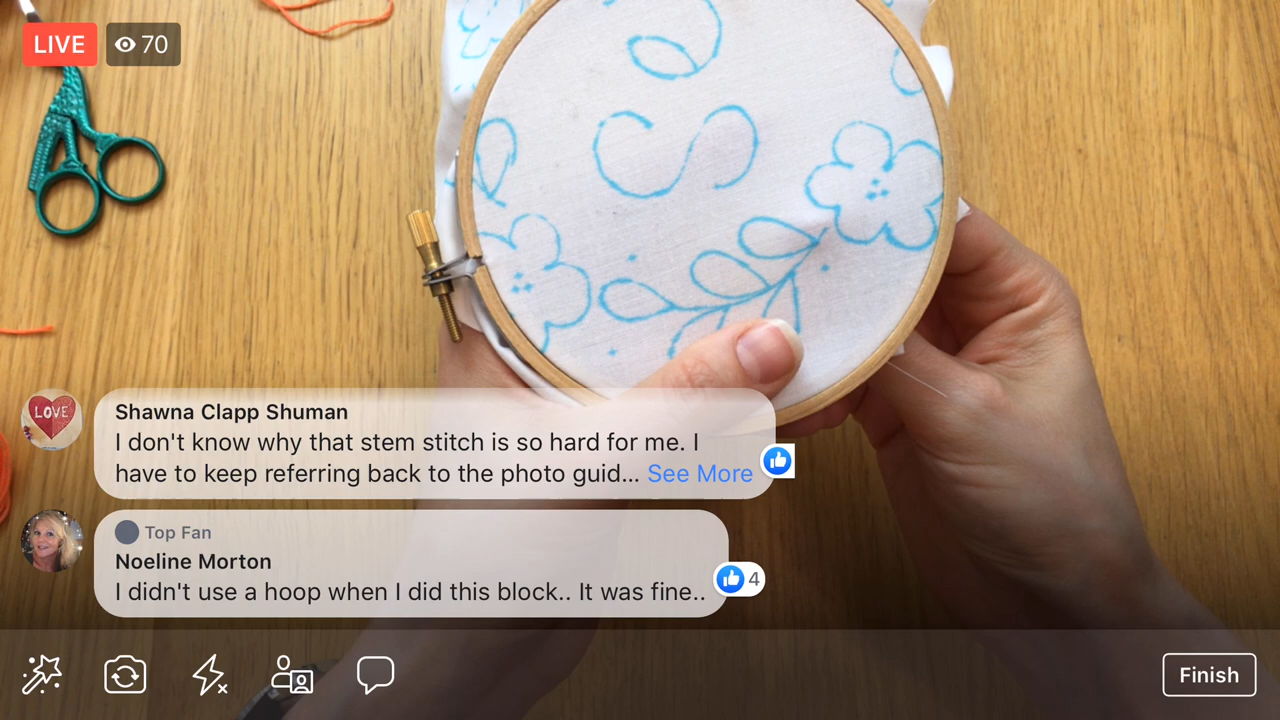 LIVE
70
LOVE
Shawna Clapp Shuman
I don't know why that stem stitch is so hard for me. I
have to keep referring back to the photo guid... See More
Top Fan
Noeline Morton
I didn't use a hoop when I did this block.. It was fine..
4
Finish